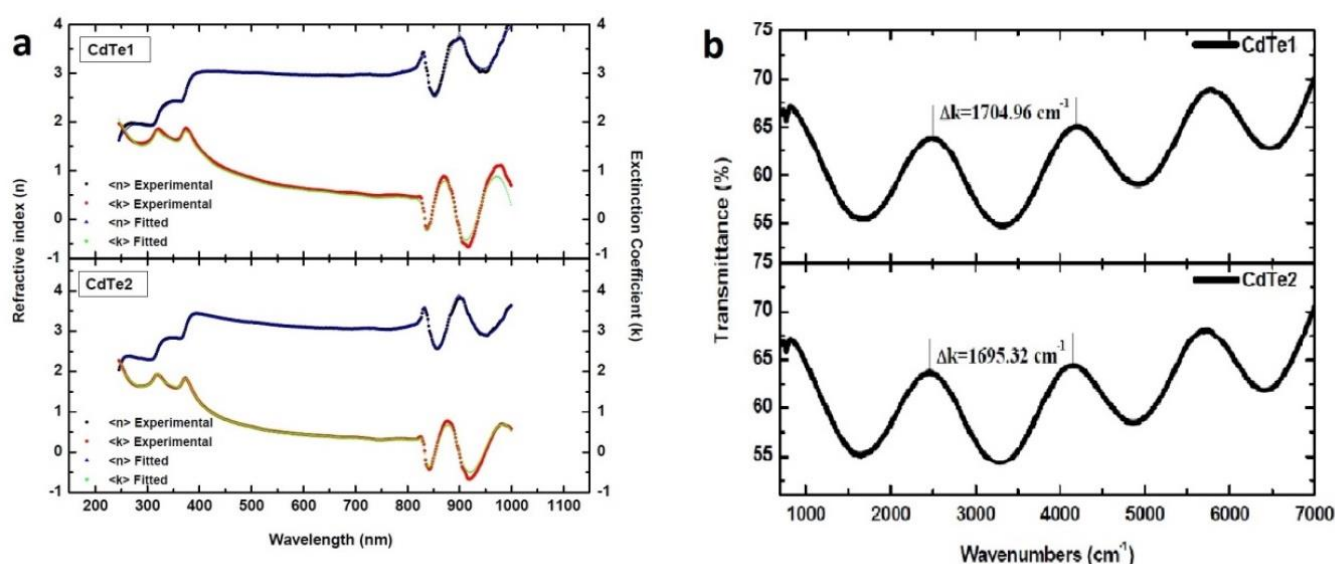 a
CdTe1
4
3
2
1
0
-1
<n> Experimental
<k> Experimental
<n> Fitted
<k> Fitted
4
3
2
1
0
-1
CdTe2
4
3
2
1
0
-1
<n> Experimental
<k> Experimental
<n> Fitted
<k> Fitted
4
3
2
1
0
-1
Refractive index (n)
Exctinction Coefficient (k)
200 300 400 500 600 700 800 900 1000 1100
Wavelength (nm)
b
75
70
65
60
55
CdTe1
Δk=1704.96 cm⁻¹
75
70
65
60
55
CdTe2
Δk=1695.32 cm⁻¹
Transmittance (%)
1000 2000 3000 4000 5000 6000 7000
Wavenumbers (cm⁻¹)